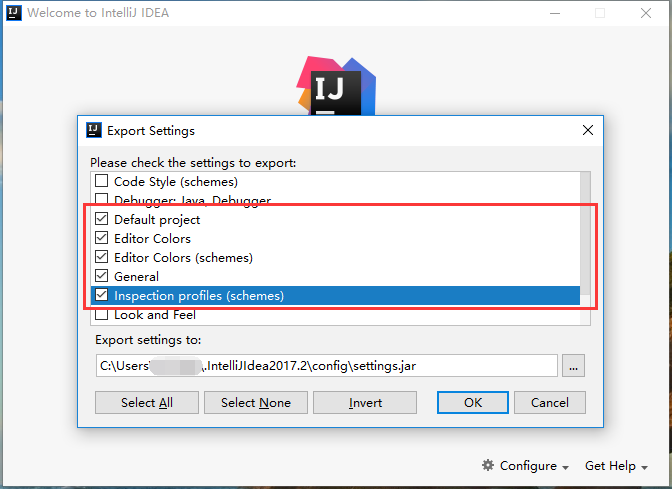 IJ Welcome to IntelliJ IDEA
IJ
IJ Export Settings
Please check the settings to export:
Code Style (schemes)
Debugger: Java, Debugger
Default project
Editor Colors
Editor Colors (schemes)
General
Inspection profiles (schemes)
Look and Feel
Export settings to:
C:\Users\ \.IntelliJIdea2017.2\config\settings.jar
...
Select All Select None Invert OK Cancel
Configure Get Help